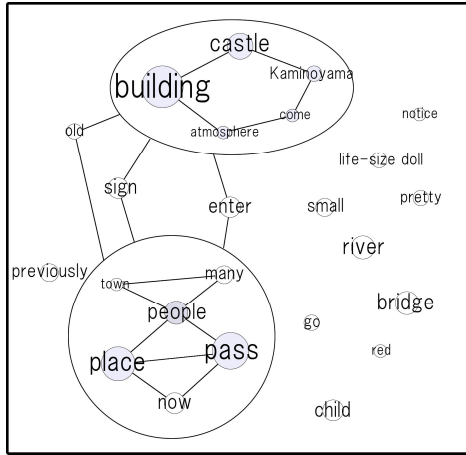 castle
building
Kaminoyama
come
atmosphere
notice
old
life-size doll
sign
enter
small
pretty
river
previously
town
many
people
bridge
go
place
pass
red
now
child